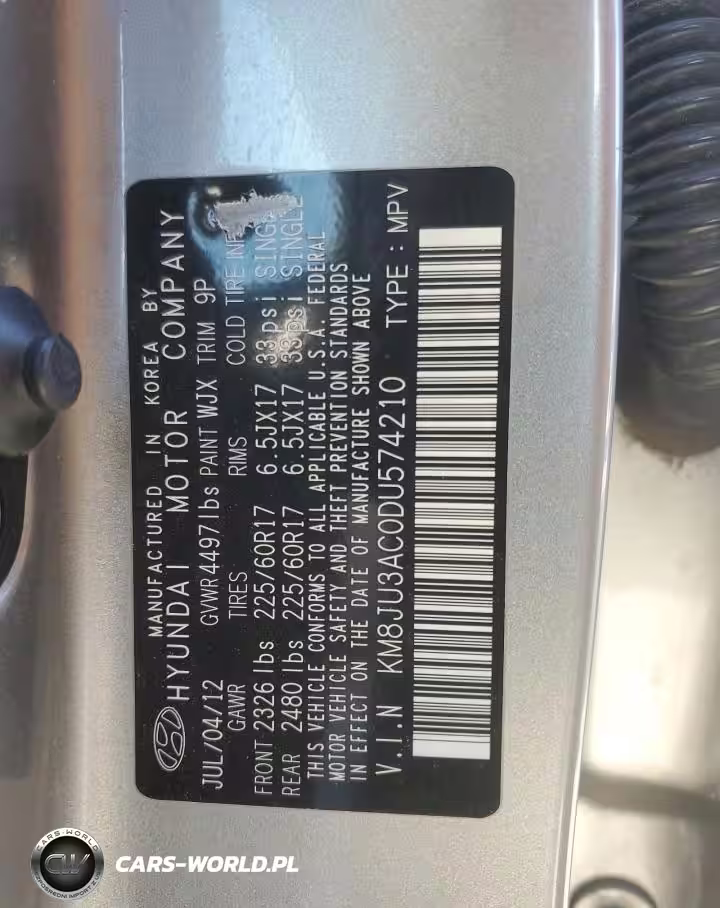 MANUFACTURED IN KOREA BY
HYUNDAI MOTOR COMPANY
JUL/04/12 GVWR 4497lbs PAINT WJX TRIM 9P
GAWR TIRES RIMS COLD TIRE
FRONT 2326 lbs 225/60R17 6.5JX17 33psi
REAR 2480 lbs 225/60R17 6.5JX17 33psi SINGLE
THIS VEHICLE CONFORMS TO ALL APPLICABLE U.S.A. FEDERAL
MOTOR VEHICLE SAFETY AND THEFT PREVENTION STANDARDS
IN EFFECT ON THE DATE OF MANUFACTURE SHOWN ABOVE
V.I.N KM8JU3AC0DU574210 TYPE : MPV
CARS-WORLD
CW
CARS-WORLD.PL